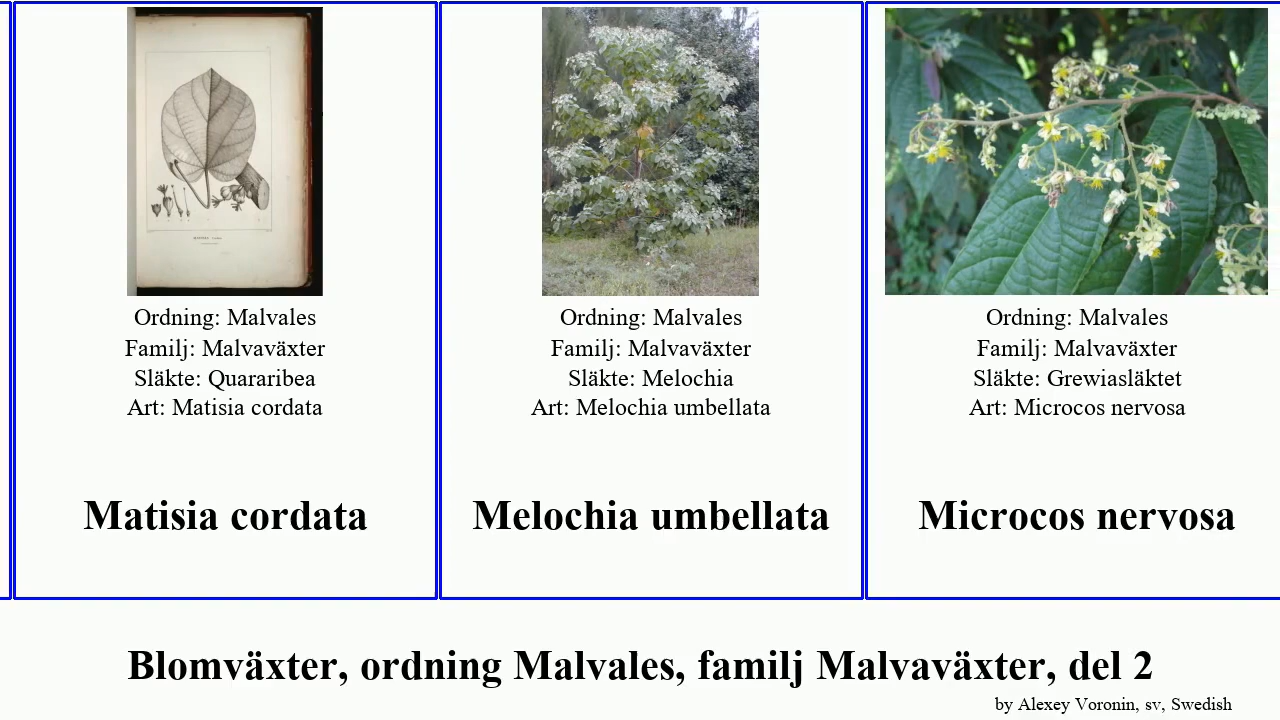 Ordning: Malvales
Familj: Malvaväxter
Släkte: Quararibea
Art: Matisia cordata
Matisia cordata
Ordning: Malvales
Familj: Malvaväxter
Släkte: Melochia
Art: Melochia umbellata
Melochia umbellata
Ordning: Malvales
Familj: Malvaväxter
Släkte: Grewiasläktet
Art: Microcos nervosa
Microcos nervosa
Blomväxter, ordning Malvales, familj Malvaväxter, del 2
by Alexey Voronin, sv, Swedish